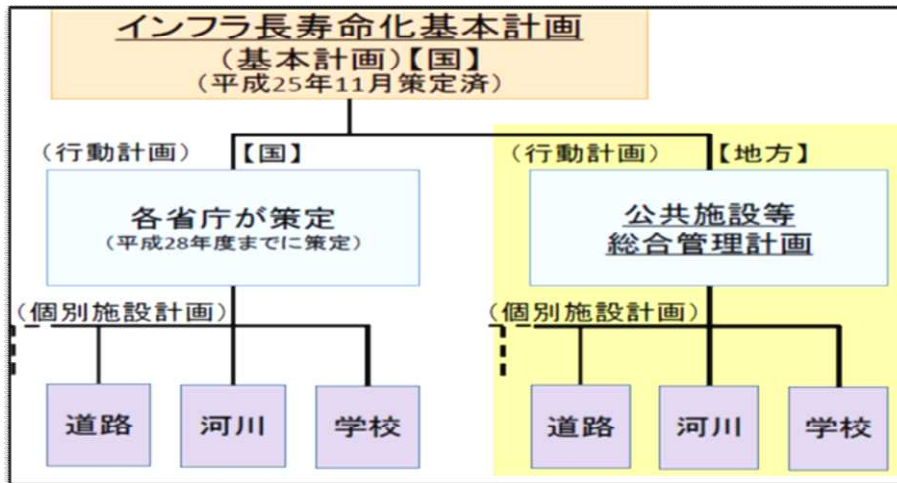 インフラ長寿命化基本計画
(基本計画)【国】
(平成25年11月策定済)
(行動計画) 【国】
各省庁が策定
(平成28年度までに策定)
(個別施設計画)
道路 河川 学校
(行動計画) 【地方】
公共施設等
総合管理計画
(個別施設計画)
道路 河川 学校